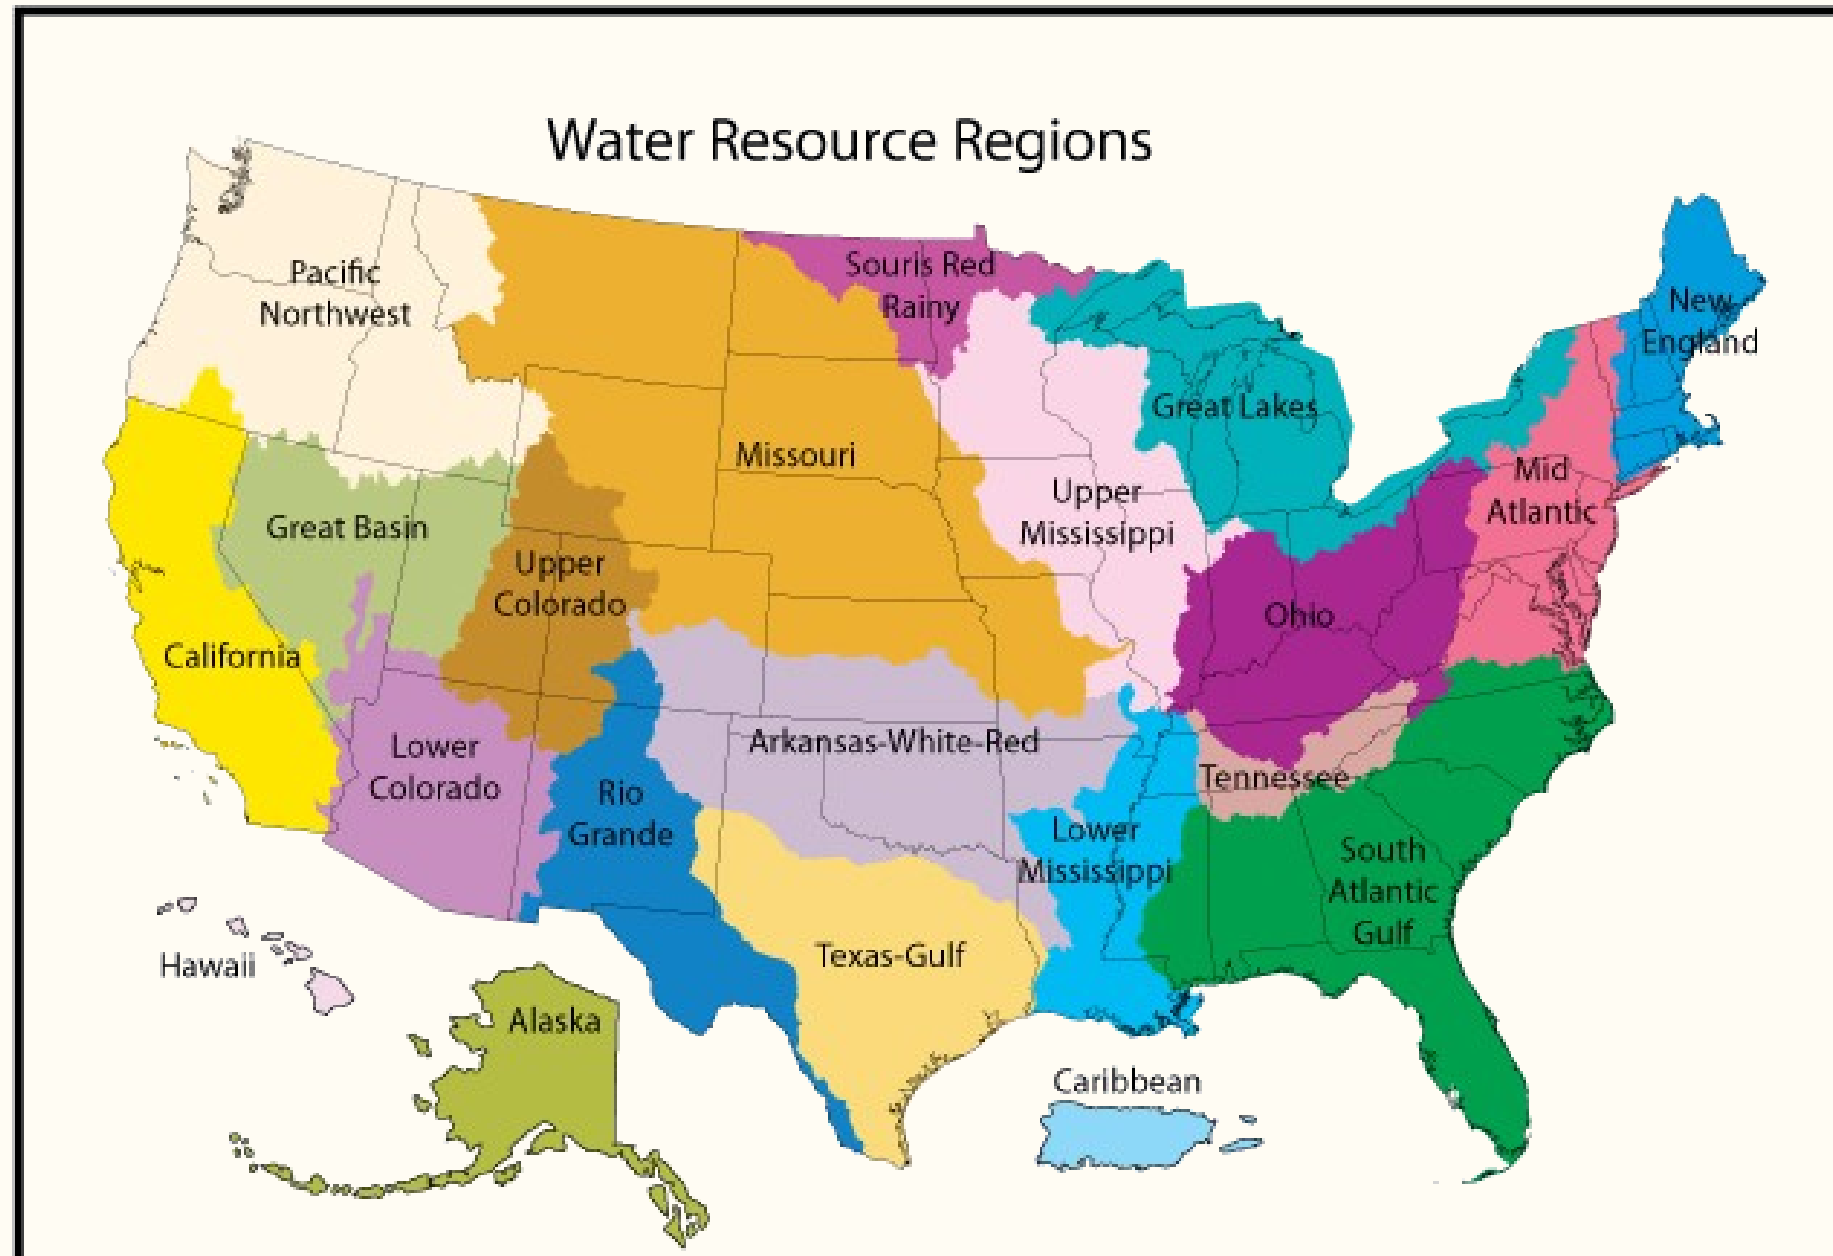 Water Resource Regions
Pacific
Northwest
Souris Red
Rainy
New
England
Great Lakes
Missouri
Mid
Atlantic
Upper
Mississippi
Great Basin
Upper
Colorado
Ohio
California
Lower
Colorado
Arkansas-White-Red
Tennessee
Rio
Grande
Lower
Mississippi
South
Atlantic
Gulf
Texas-Gulf
Hawaii
Alaska
Caribbean